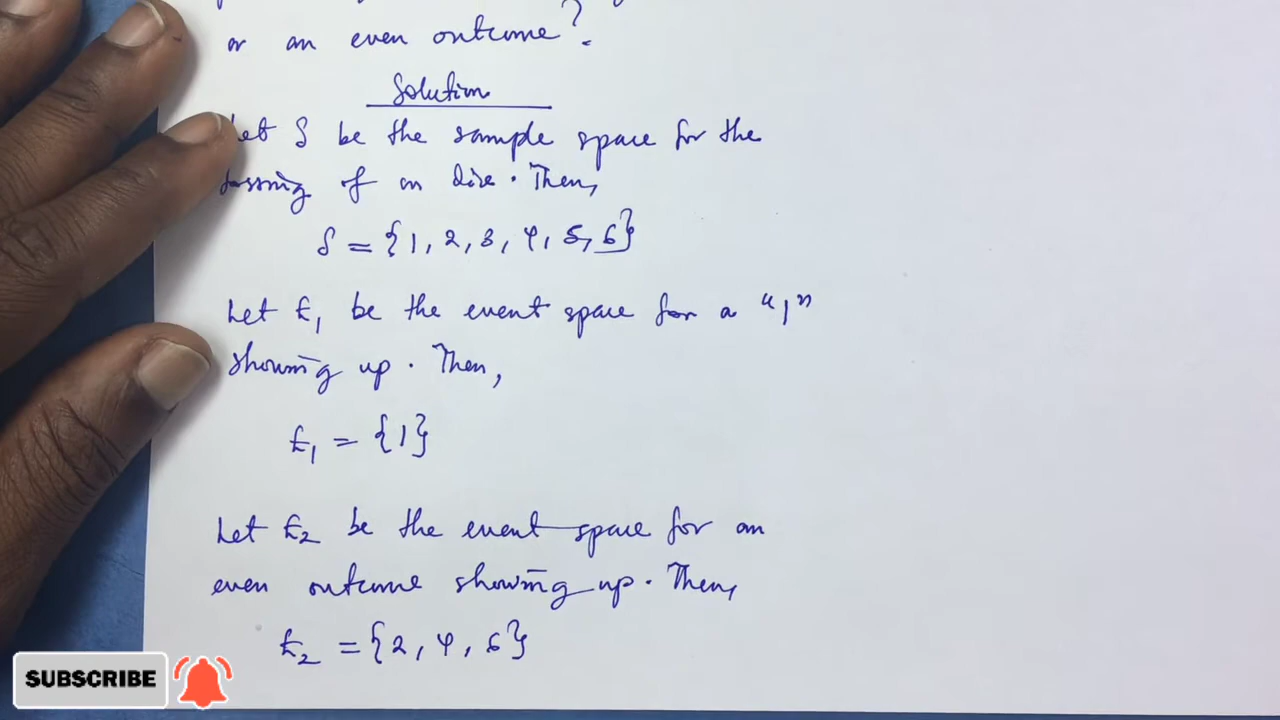 or an even outcome?
Solution
Let S be the sample space for the
tossing of an dice. Then,
S = {1, 2, 3, 4, 5, 6}
Let E₁ be the event space for a "1"
showing up. Then,
E₁ = {1}
Let E₂ be the event space for an
even outcome showing up. Then,
E₂ = {2, 4, 6}
SUBSCRIBE